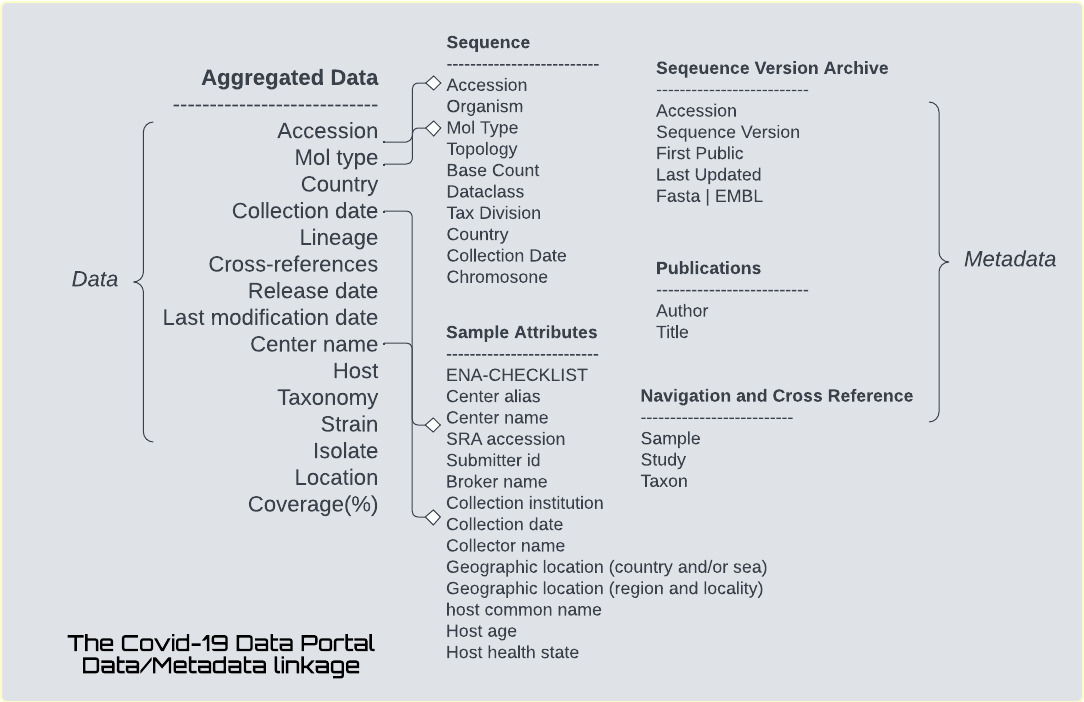 Aggregated Data
---------------------------
Accession
Mol type
Country
Collection date
Lineage
Cross-references
Release date
Last modification date
Center name
Host
Taxonomy
Strain
Isolate
Location
Coverage(%)
Data
Sequence
--------------------------
Accession
Organism
Mol Type
Topology
Base Count
Dataclass
Tax Division
Country
Collection Date
Chromosone
Sample Attributes
--------------------------
ENA-CHECKLIST
Center alias
Center name
SRA accession
Submitter id
Broker name
Collection institution
Collection date
Collector name
Geographic location (country and/or sea)
Geographic location (region and locality)
host common name
Host age
Host health state
Seqeuence Version Archive
--------------------------
Accession
Sequence Version
First Public
Last Updated
Fasta | EMBL
Publications
--------------------------
Author
Title
Navigation and Cross Reference
--------------------------
Sample
Study
Taxon
Metadata
The Covid-19 Data Portal
Data/Metadata linkage